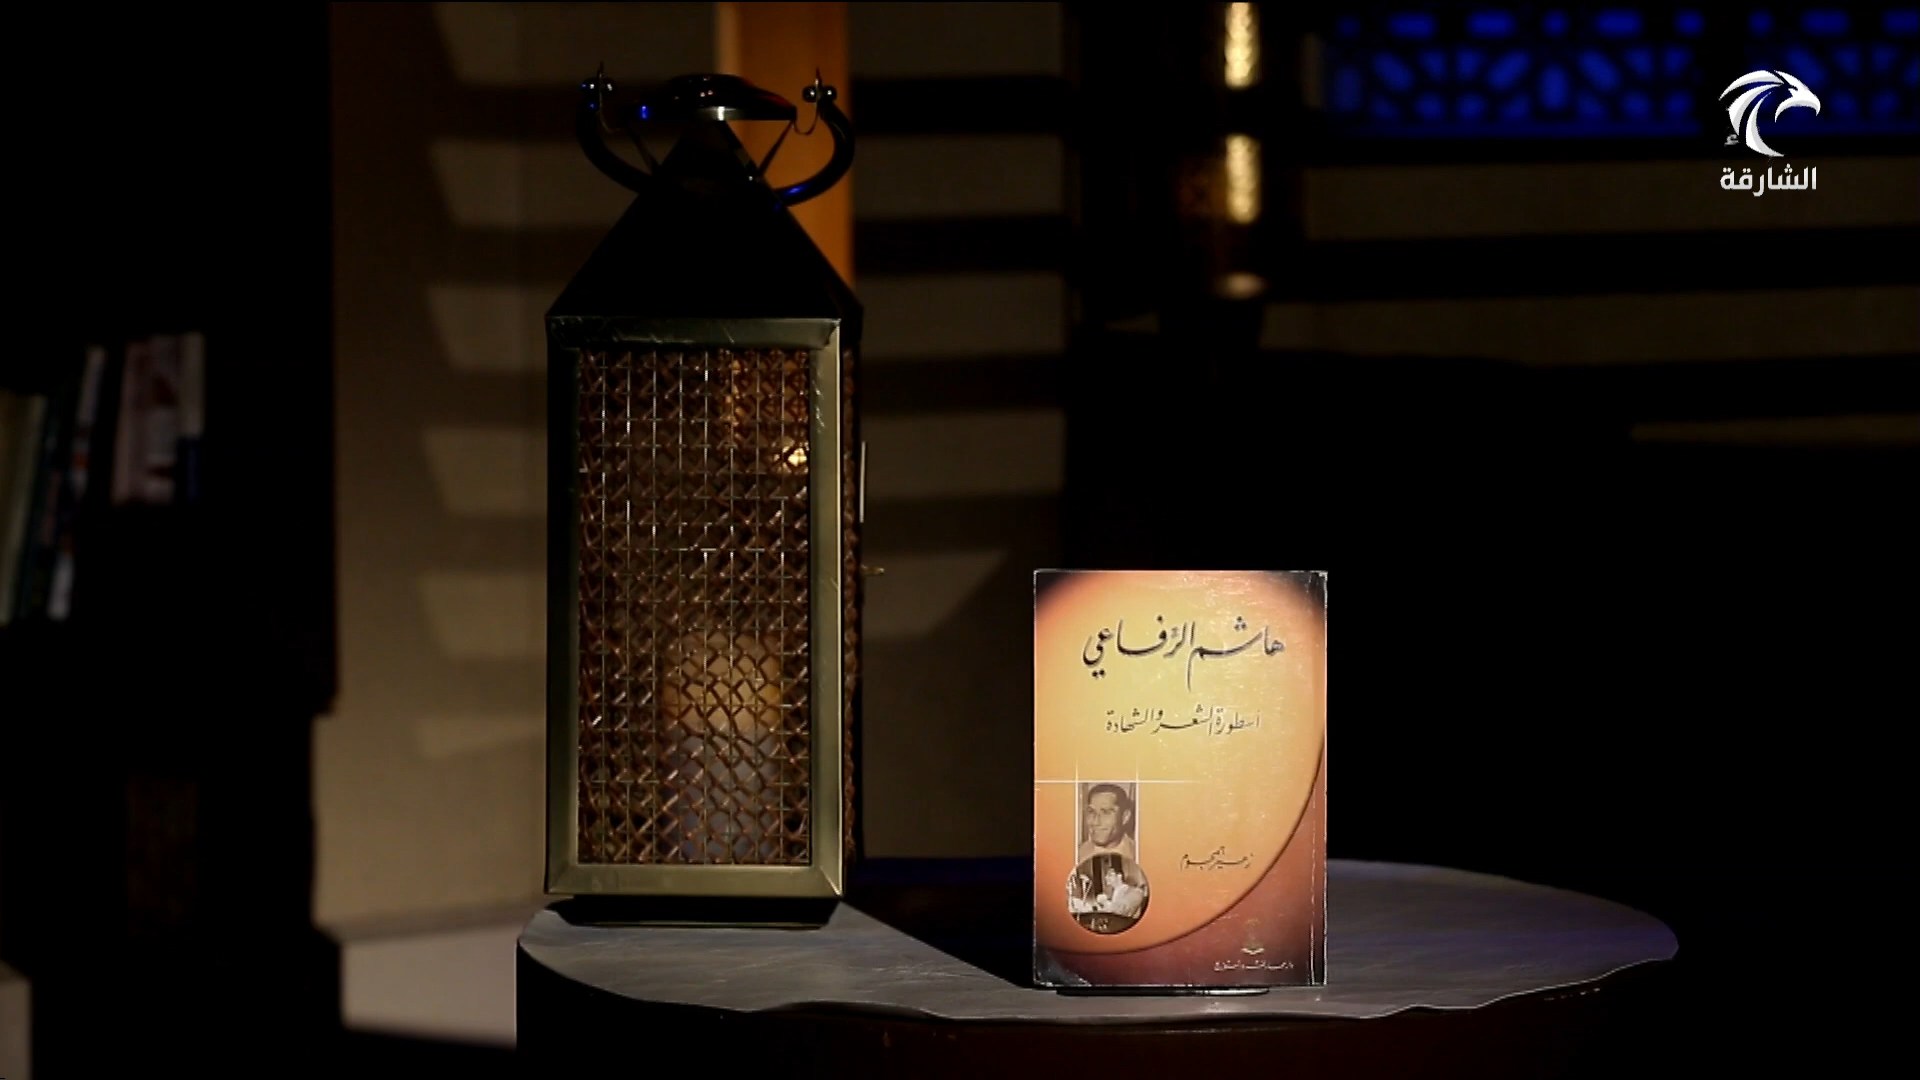 الشارقة
هاشم الرفاعي
أسطورة الشعر والشهادة